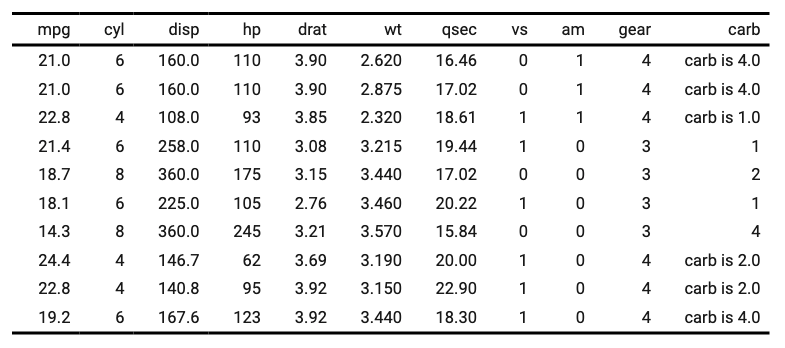 mpg cyl disp hp drat wt qsec vs am gear carb
21.0 6 160.0 110 3.90 2.620 16.46 0 1 4 carb is 4.0
21.0 6 160.0 110 3.90 2.875 17.02 0 1 4 carb is 4.0
22.8 4 108.0 93 3.85 2.320 18.61 1 1 4 carb is 1.0
21.4 6 258.0 110 3.08 3.215 19.44 1 0 3 1
18.7 8 360.0 175 3.15 3.440 17.02 0 0 3 2
18.1 6 225.0 105 2.76 3.460 20.22 1 0 3 1
14.3 8 360.0 245 3.21 3.570 15.84 0 0 3 4
24.4 4 146.7 62 3.69 3.190 20.00 1 0 4 carb is 2.0
22.8 4 140.8 95 3.92 3.150 22.90 1 0 4 carb is 2.0
19.2 6 167.6 123 3.92 3.440 18.30 1 0 4 carb is 4.0